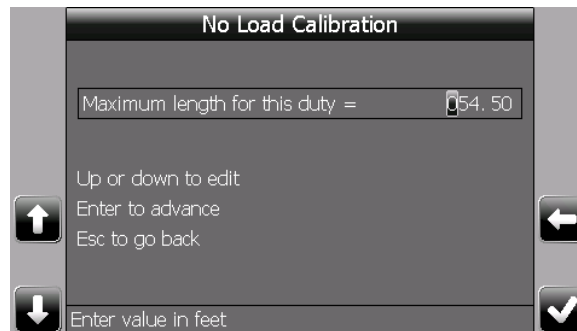 No Load Calibration
Maximum length for this duty = 054.50
Up or down to edit
Enter to advance
Esc to go back
Enter value in feet